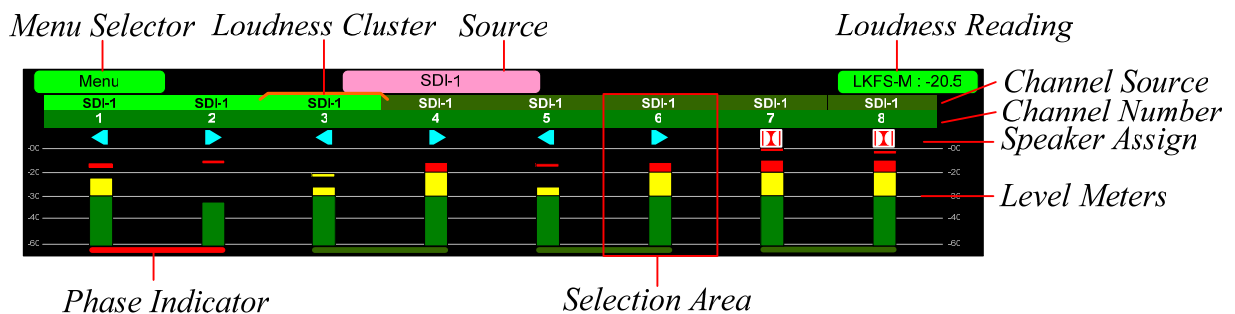 Menu Selector Loudness Cluster Source Loudness Reading
Menu SDI-1 LKFS-M : -20.5
SDI-1 SDI-1 SDI-1 SDI-1 SDI-1 SDI-1 SDI-1 SDI-1 Channel Source
1 2 3 4 5 6 7 8 Channel Number
Speaker Assign
-00 -00
-20 -20
-30 -30
Level Meters
-40 -40
-60 -60
Phase Indicator Selection Area